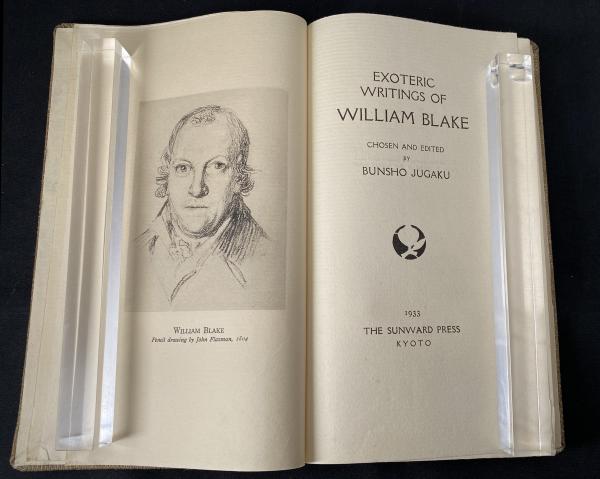 WILLIAM BLAKE
Pencil drawing by John Flaxman, 1804
EXOTERIC
WRITINGS OF
WILLIAM BLAKE
CHOSEN AND EDITED
BY
BUNSHO JUGAKU
1933
THE SUNWARD PRESS
KYOTO